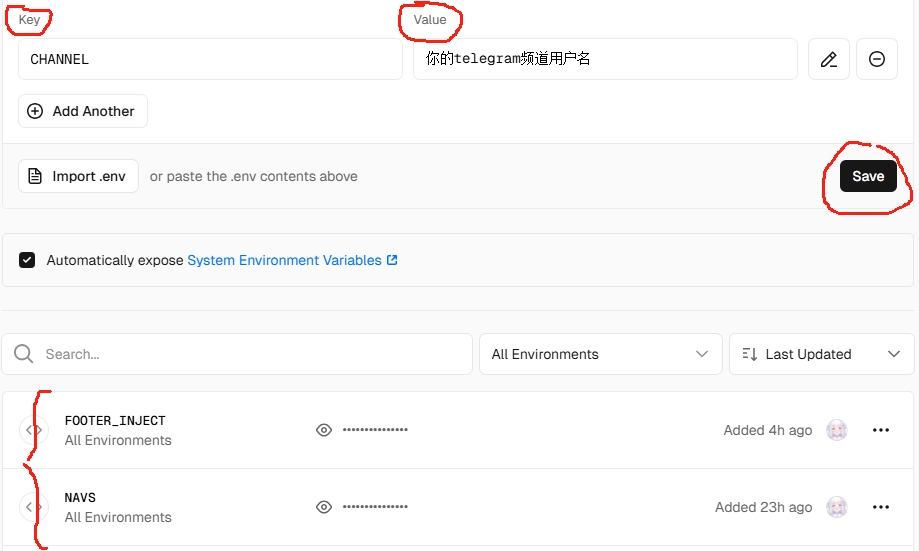 Key Value
CHANNEL 你的telegram频道用户名
Add Another
Import .env or paste the .env contents above Save
Automatically expose System Environment Variables
Search... All Environments Last Updated
FOOTER_INJECT
All Environments •••••••••••••• Added 4h ago
NAVS
All Environments •••••••••••••• Added 23h ago